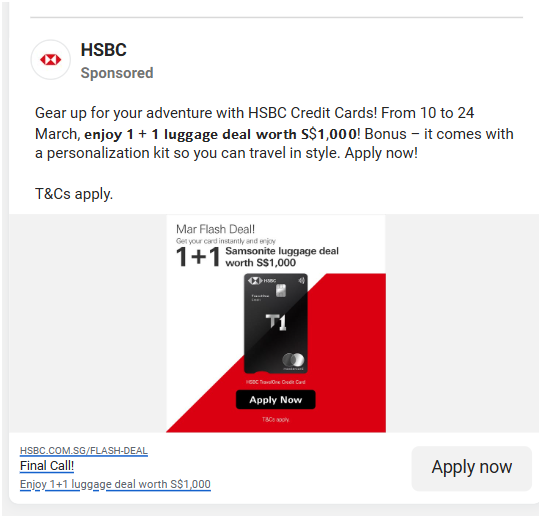 HSBC
Sponsored
Gear up for your adventure with HSBC Credit Cards! From 10 to 24
March, enjoy 1 + 1 luggage deal worth S$1,000! Bonus – it comes with
a personalization kit so you can travel in style. Apply now!
T&Cs apply.
Mar Flash Deal!
Get your card instantly and enjoy
1+1 Samsonite luggage deal
worth S$1,000
HSBC
TravelOne
T1
HSBC TravelOne Credit Card
Apply Now
T&Cs apply
HSBC.COM.SG/FLASH-DEAL
Final Call!
Enjoy 1+1 luggage deal worth S$1,000
Apply now